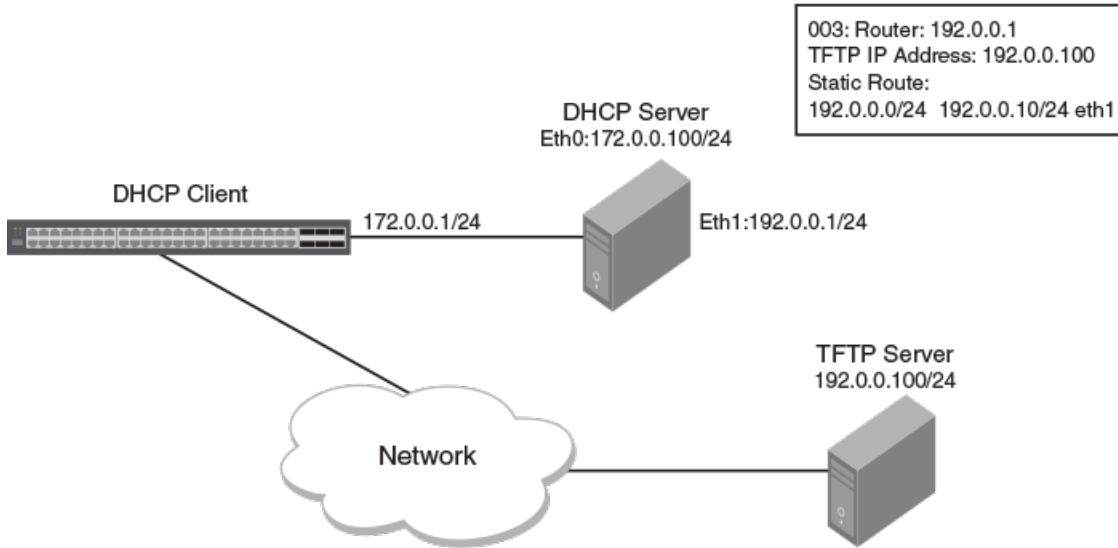 003: Router: 192.0.0.1
TFTP IP Address: 192.0.0.100
Static Route:
192.0.0.0/24 192.0.0.10/24 eth1
DHCP Server
Eth0:172.0.0.100/24
DHCP Client
172.0.0.1/24
Eth1:192.0.0.1/24
TFTP Server
192.0.0.100/24
Network